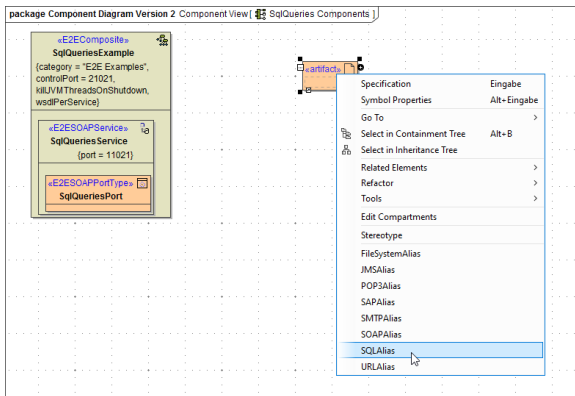 package Component Diagram Version 2 Component View[ SqlQueries Components ]
«E2EComposite»
SqlQueriesExample
{category = "E2E Examples",
controlPort = 21021,
killJVMThreadsOnShutdown,
wsdlPerService}
«E2ESOAPService»
SqlQueriesService
{port = 11021}
«E2ESOAPPortType»
SqlQueriesPort
«artifact»
Specification Eingabe
Symbol Properties Alt+Eingabe
Go To >
Select in Containment Tree Alt+B
Select in Inheritance Tree
Related Elements >
Refactor >
Tools >
Edit Compartments
Stereotype
FileSystemAlias
JMSAlias
POP3Alias
SAPAlias
SMTPAlias
SOAPAlias
SQLAlias
URLAlias